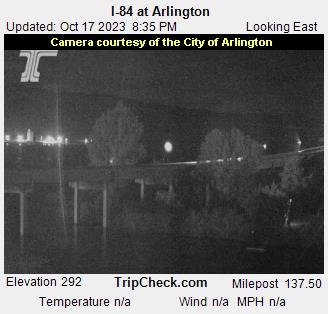 I-84 at Arlington
Updated: Oct 17 2023 8:35 PM Looking East
Camera courtesy of the City of Arlington
Elevation 292 TripCheck.com Milepost 137.50
Temperature n/a Wind n/a MPH n/a